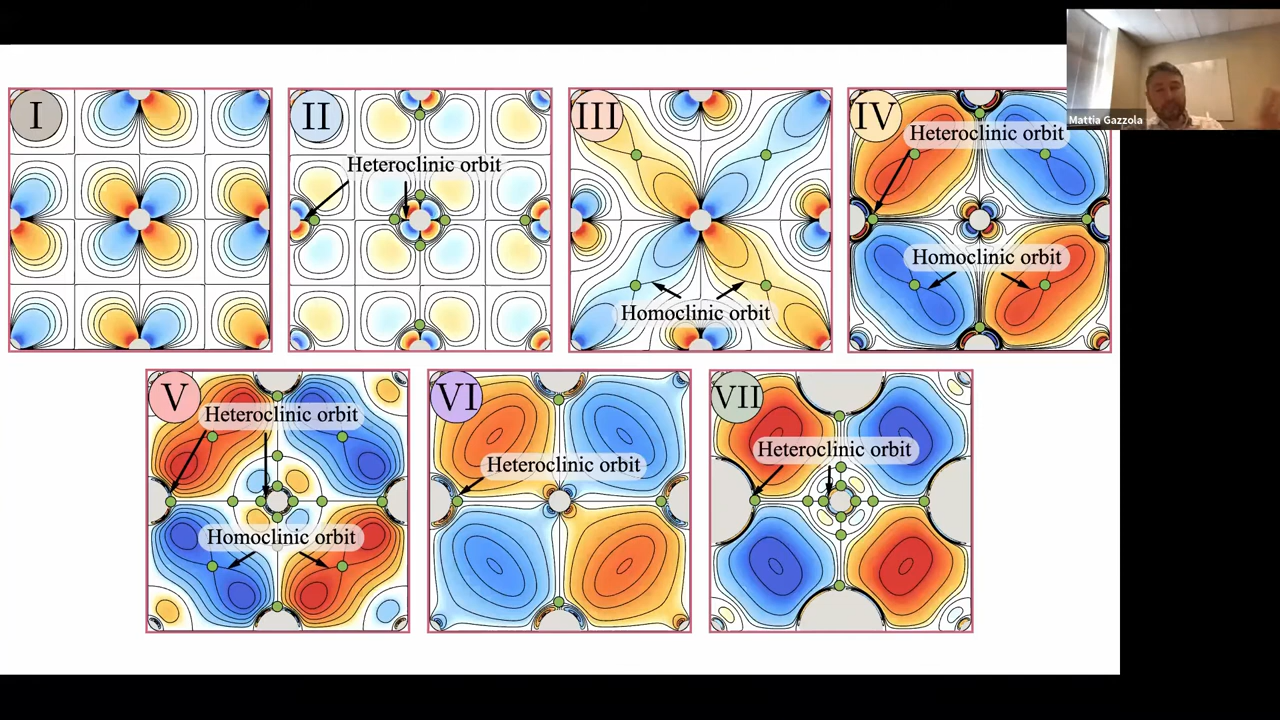 I
II
Heteroclinic orbit
III
Homoclinic orbit
IV
Heteroclinic orbit
Homoclinic orbit
Mattia Gazzola
V
Heteroclinic orbit
Homoclinic orbit
VI
Heteroclinic orbit
VII
Heteroclinic orbit